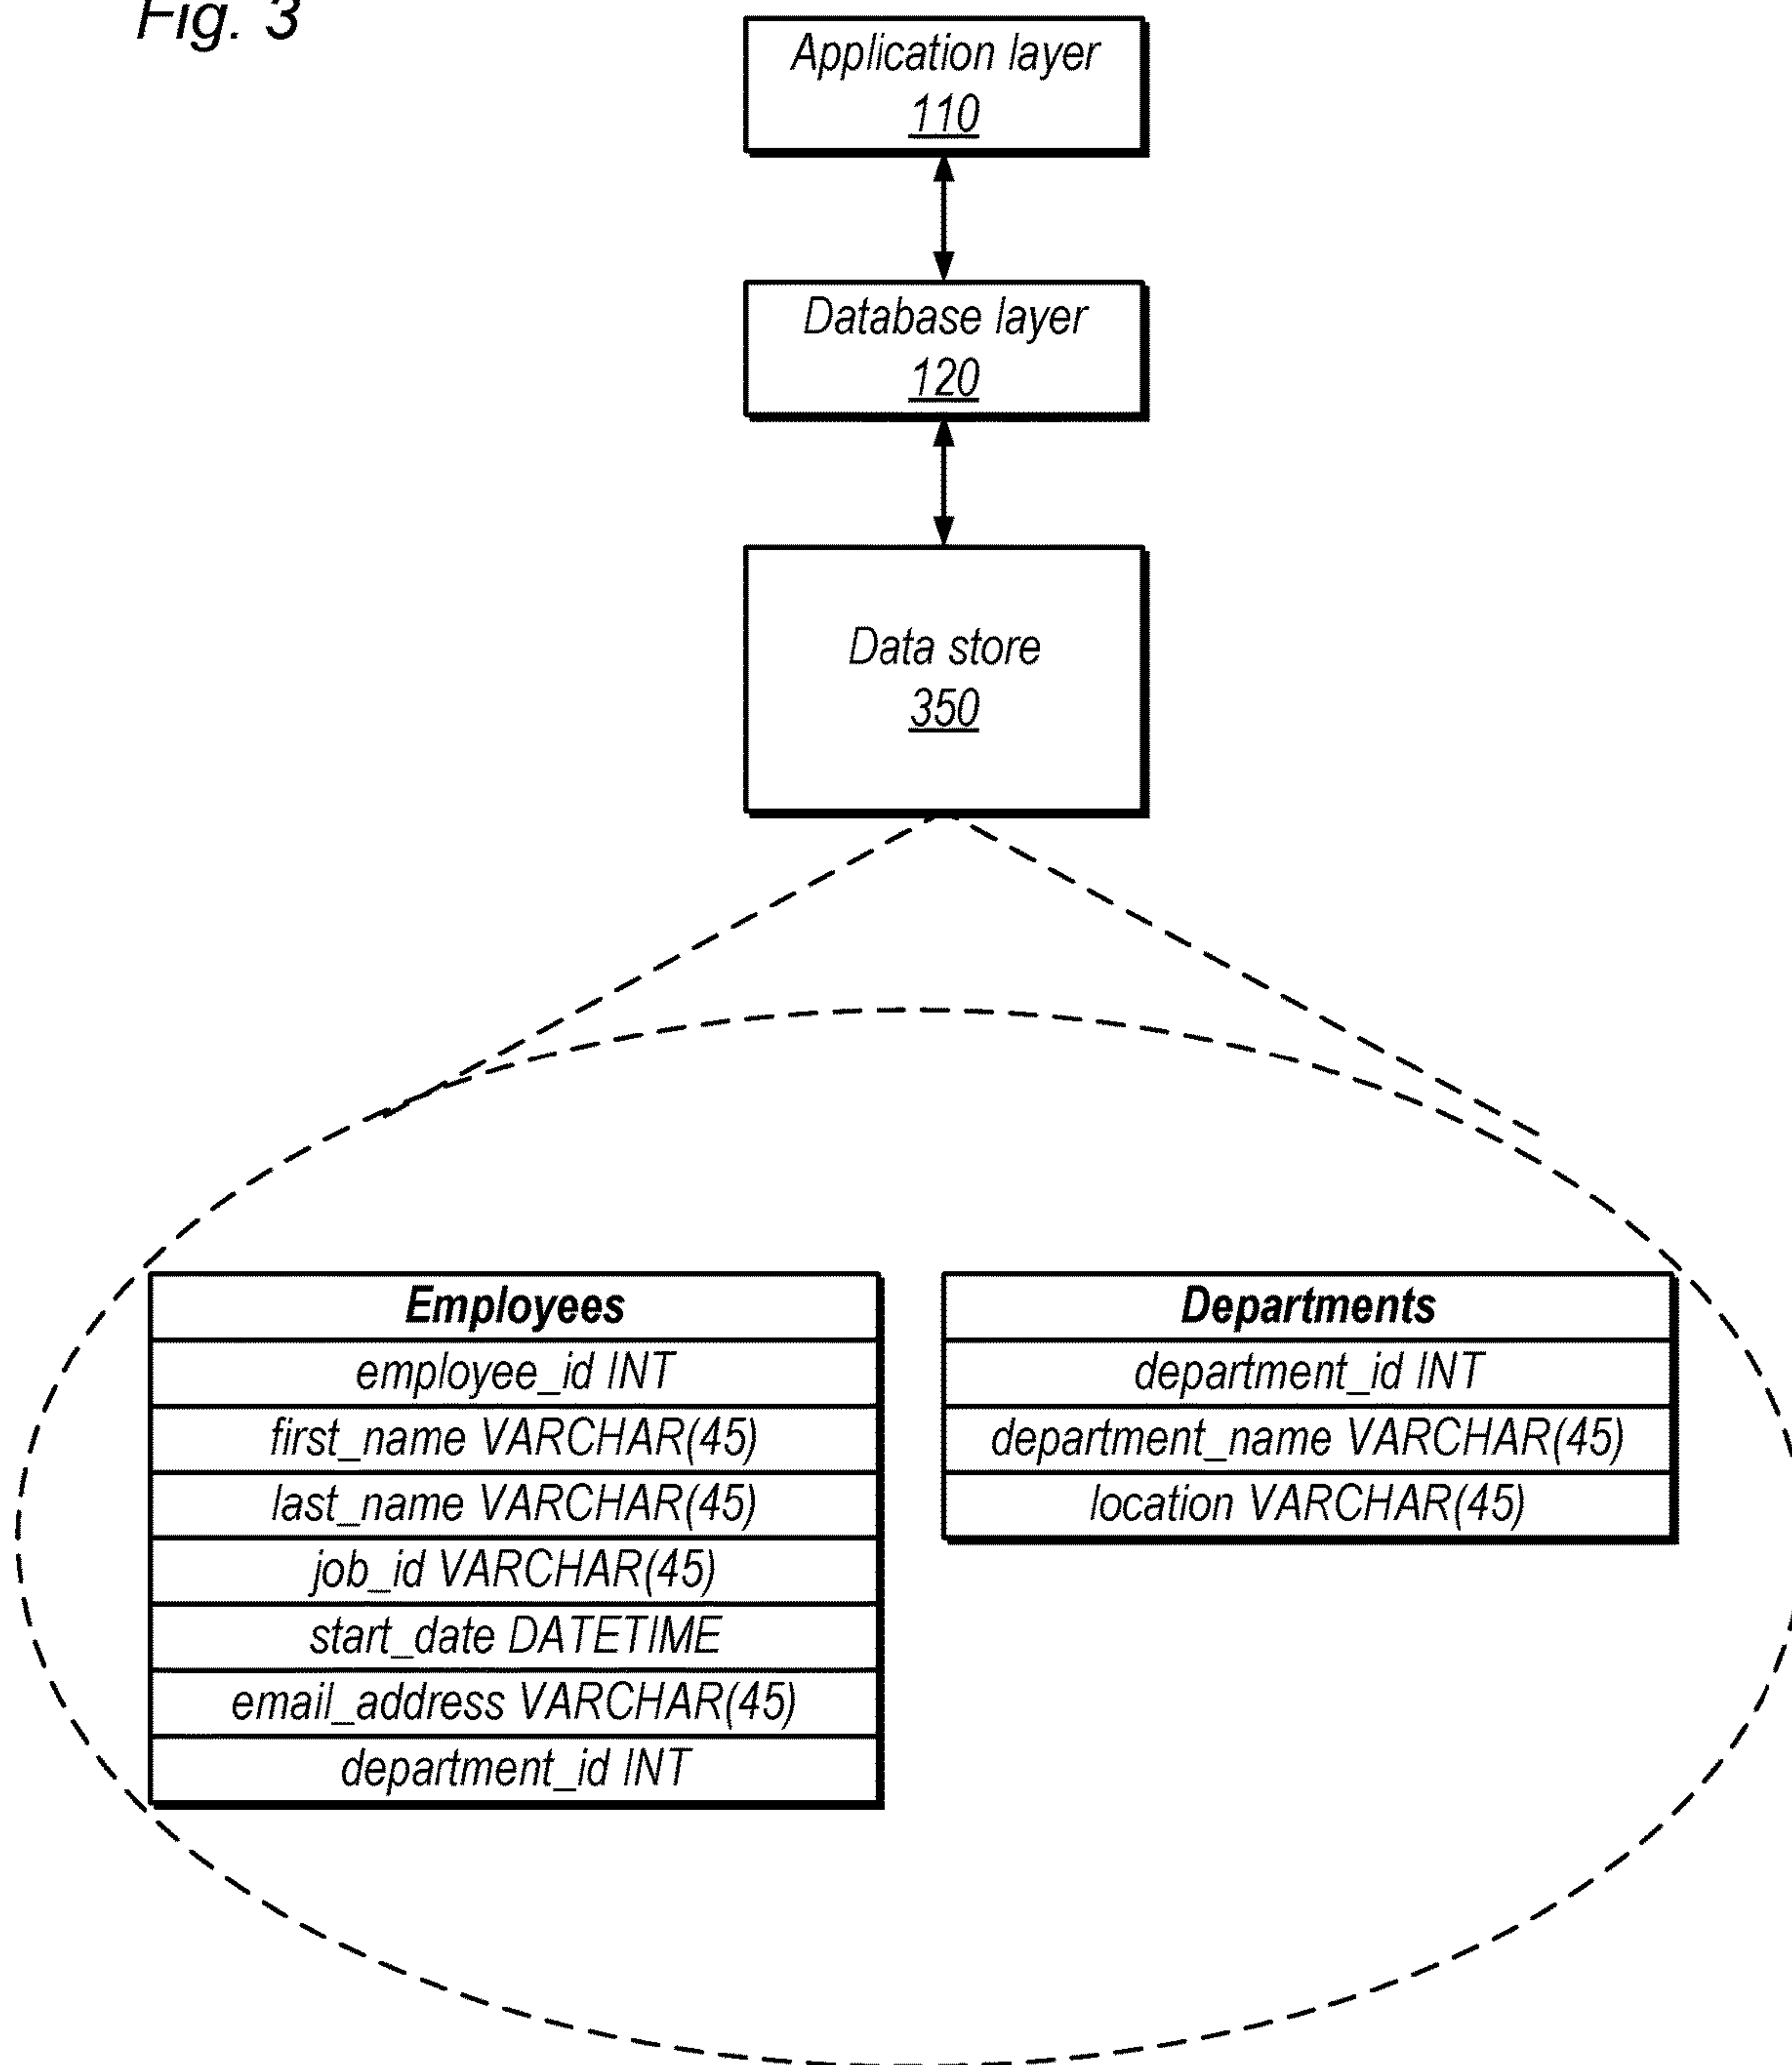 Fig. 3
Application layer
110
Database layer
120
Data store
350
Employees
employee_id INT
first_name VARCHAR(45)
last_name VARCHAR(45)
job_id VARCHAR(45)
start_date DATETIME
email_address VARCHAR(45)
department_id INT
Departments
department_id INT
department_name VARCHAR(45)
location VARCHAR(45)